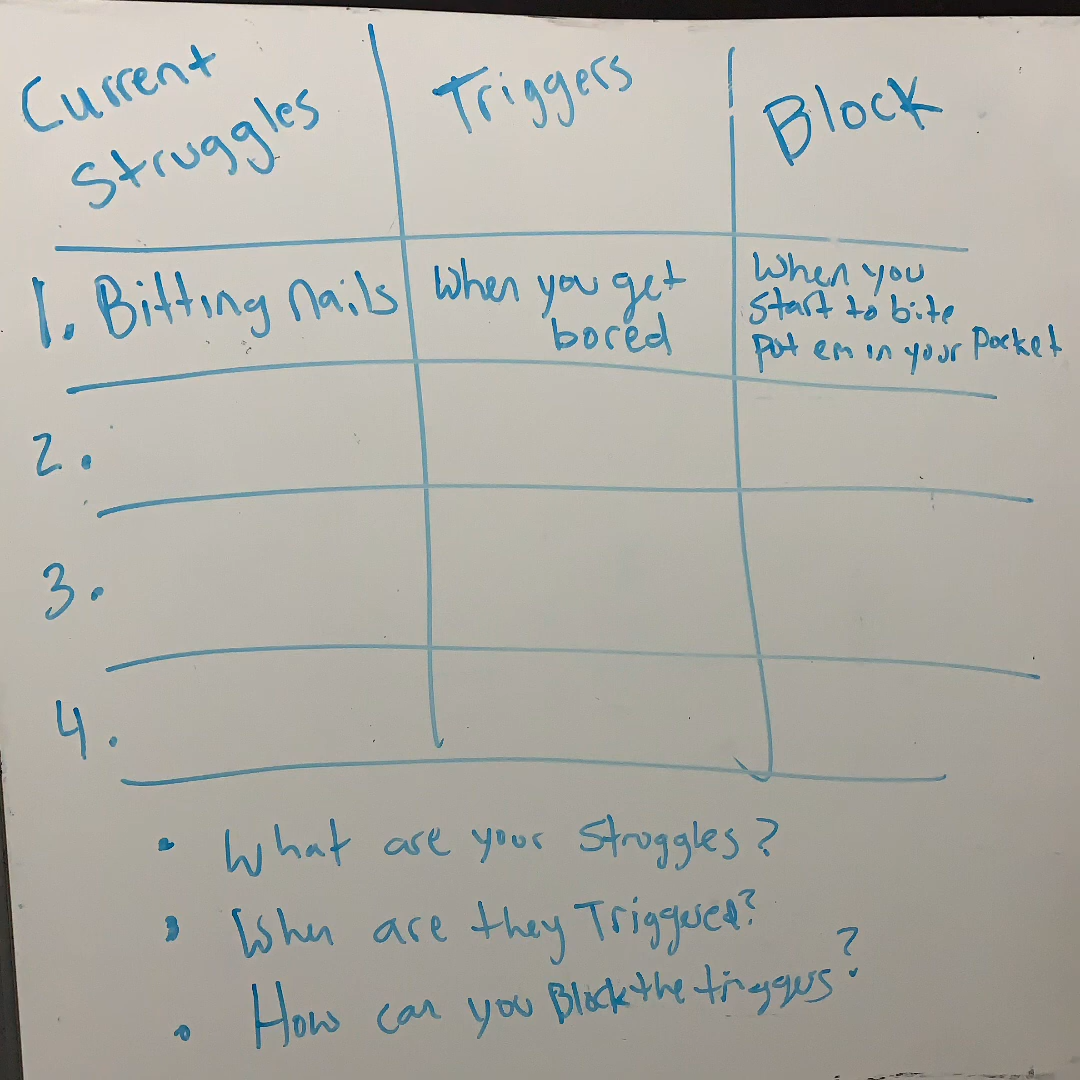 Current Struggles
Triggers
Block
1. Bitting nails
When you get
bored
When you
Start to bite
Put em in your Pocket
2.
3.
4.
• What are your Struggles?
• When are they Triggered?
• How can you Block the triggers?